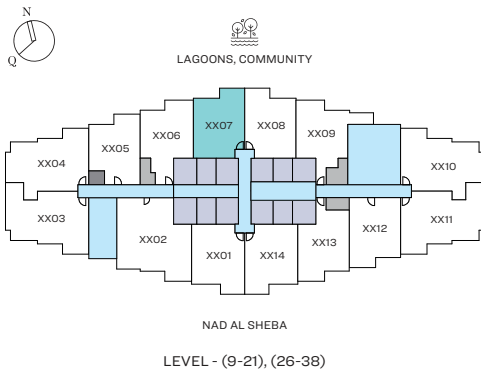 N
Q
LAGOONS, COMMUNITY
XX07
XX08
XX06
XX09
XX05
XX04
XX10
XX03
XX11
XX02
XX12
XX13
XX01
XX14
NAD AL SHEBA
LEVEL - (9-21), (26-38)